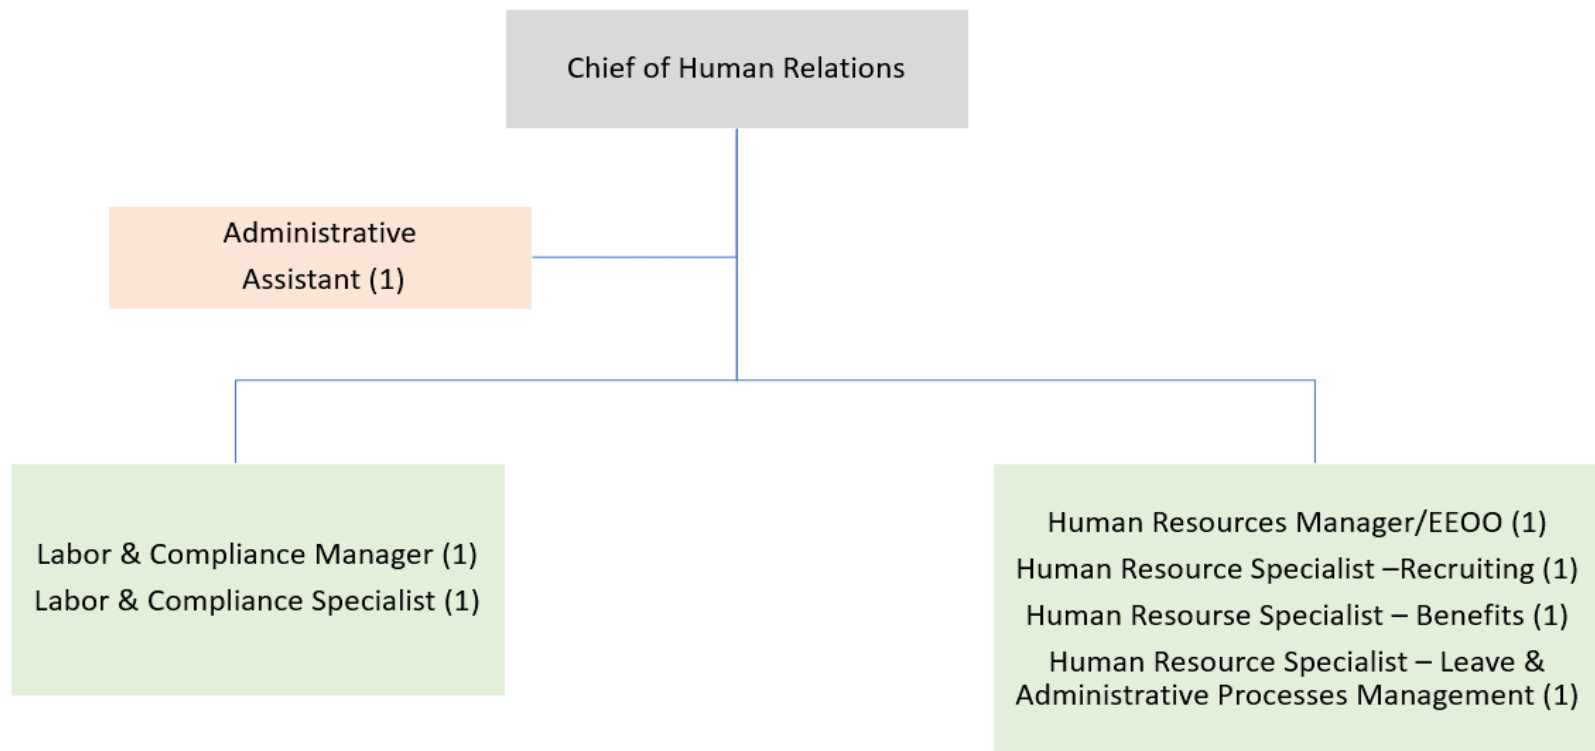 Chief of Human Relations
Administrative
Assistant (1)
Labor & Compliance Manager (1)
Labor & Compliance Specialist (1)
Human Resources Manager/EEOO (1)
Human Resource Specialist –Recruiting (1)
Human Resourse Specialist – Benefits (1)
Human Resource Specialist – Leave &
Administrative Processes Management (1)